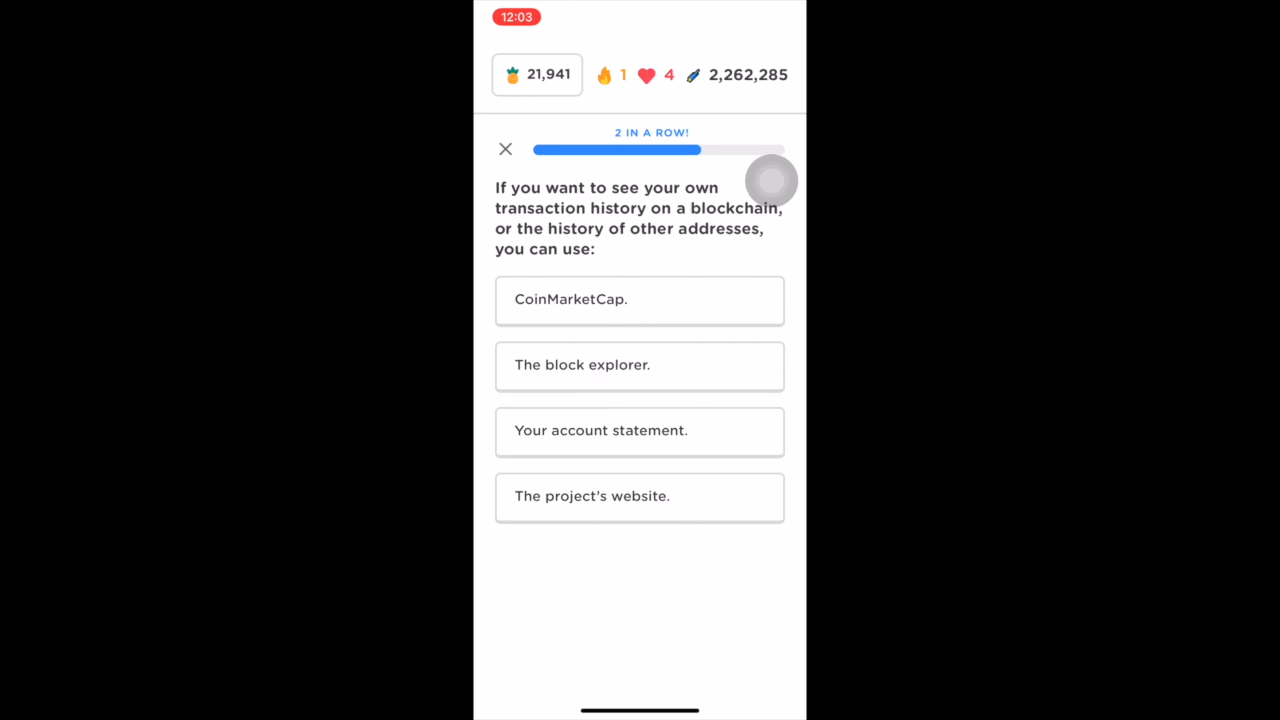 12:03
21,941 1 4 2,262,285
2 IN A ROW!
If you want to see your own
transaction history on a blockchain,
or the history of other addresses,
you can use:
CoinMarketCap.
The block explorer.
Your account statement.
The project’s website.